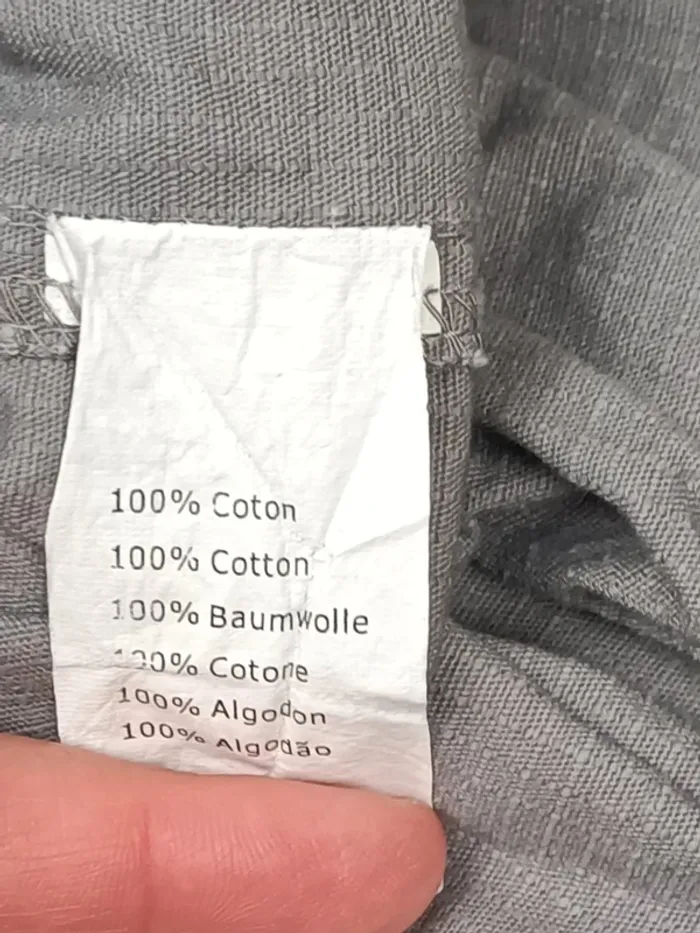 100% Coton
100% Cotton
100% Baumwolle
100% Cotone
100% Algodon
100% Algodão